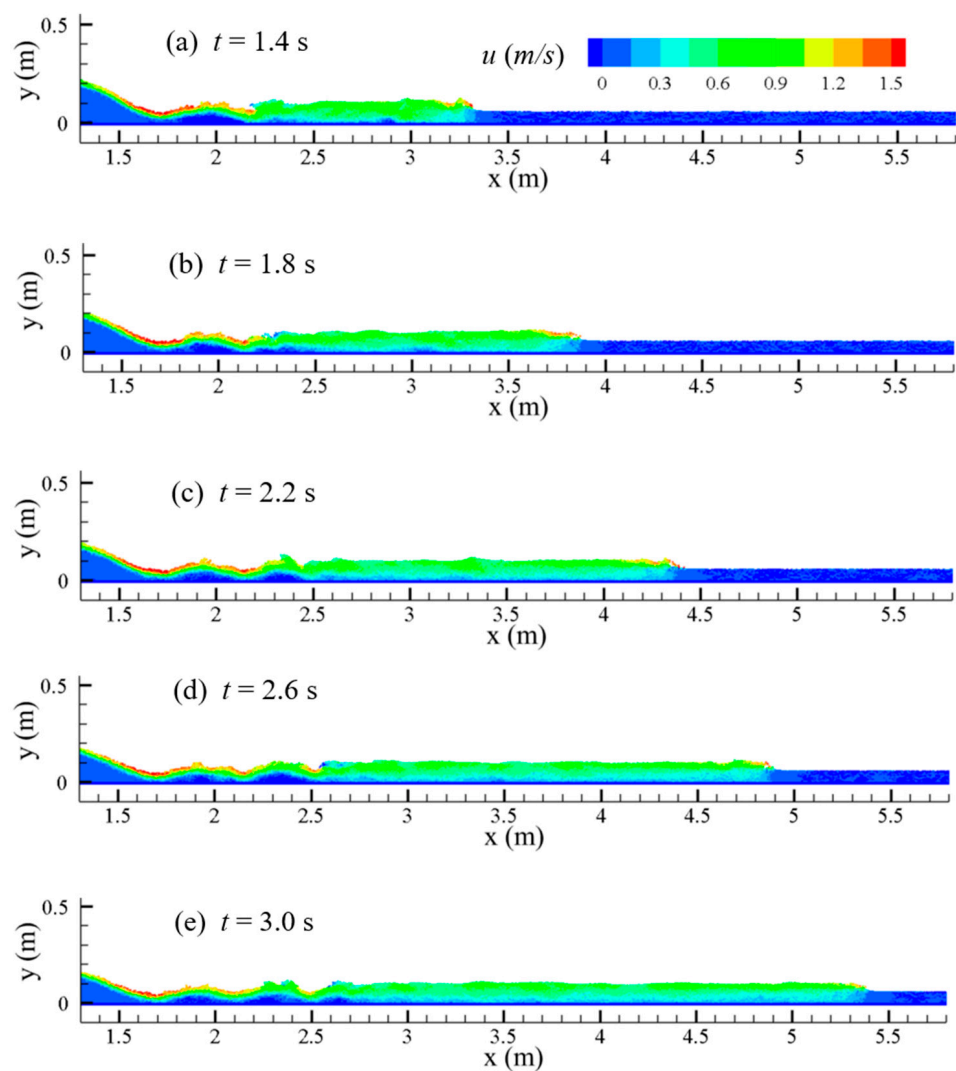 0.5
(a) t = 1.4 s
u (m/s)
0 0.3 0.6 0.9 1.2 1.5
y (m)
0
1.5 2 2.5 3 3.5 4 4.5 5 5.5
x (m)
0.5
(b) t = 1.8 s
y (m)
0
1.5 2 2.5 3 3.5 4 4.5 5 5.5
x (m)
0.5
(c) t = 2.2 s
y (m)
0
1.5 2 2.5 3 3.5 4 4.5 5 5.5
x (m)
0.5
(d) t = 2.6 s
y (m)
0
1.5 2 2.5 3 3.5 4 4.5 5 5.5
x (m)
0.5
(e) t = 3.0 s
y (m)
0
1.5 2 2.5 3 3.5 4 4.5 5 5.5
x (m)